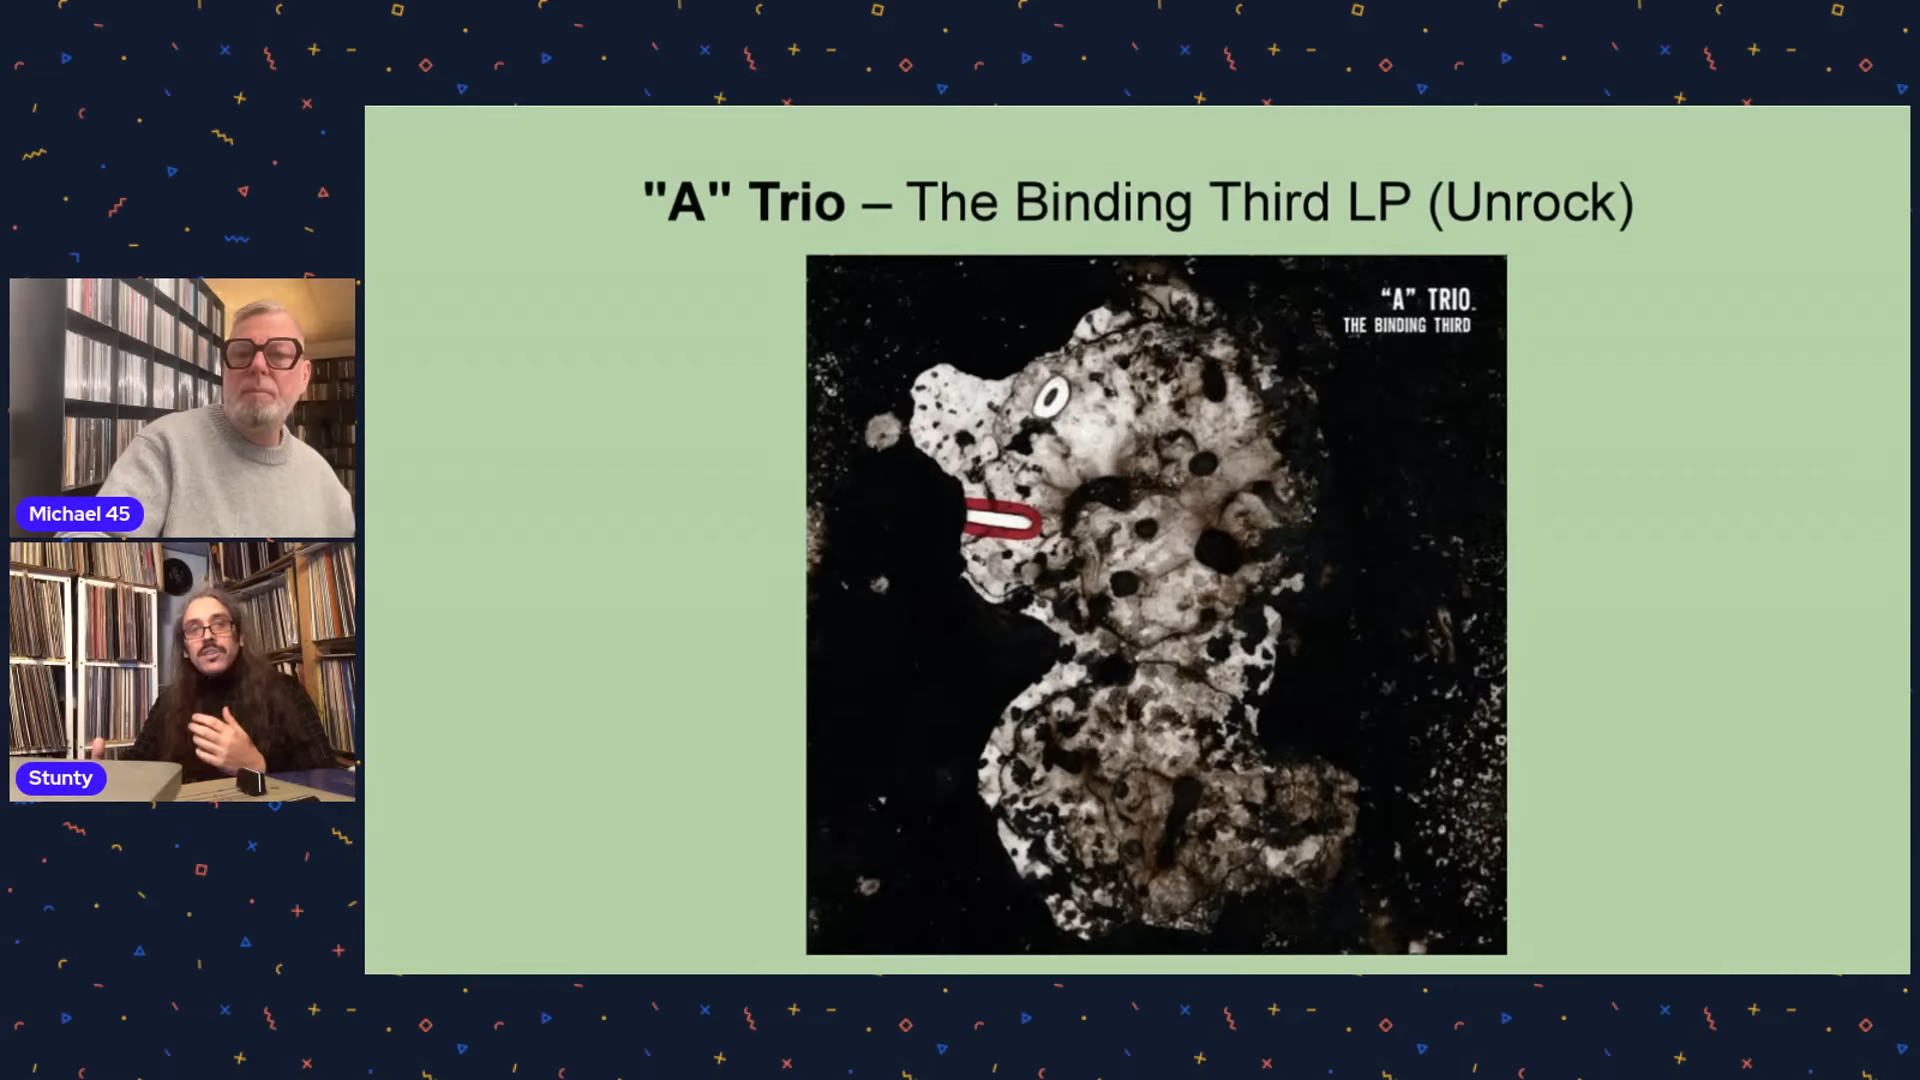 "A" Trio – The Binding Third LP (Unrock)
“A” TRIO
THE BINDING THIRD
Michael 45
Stunty